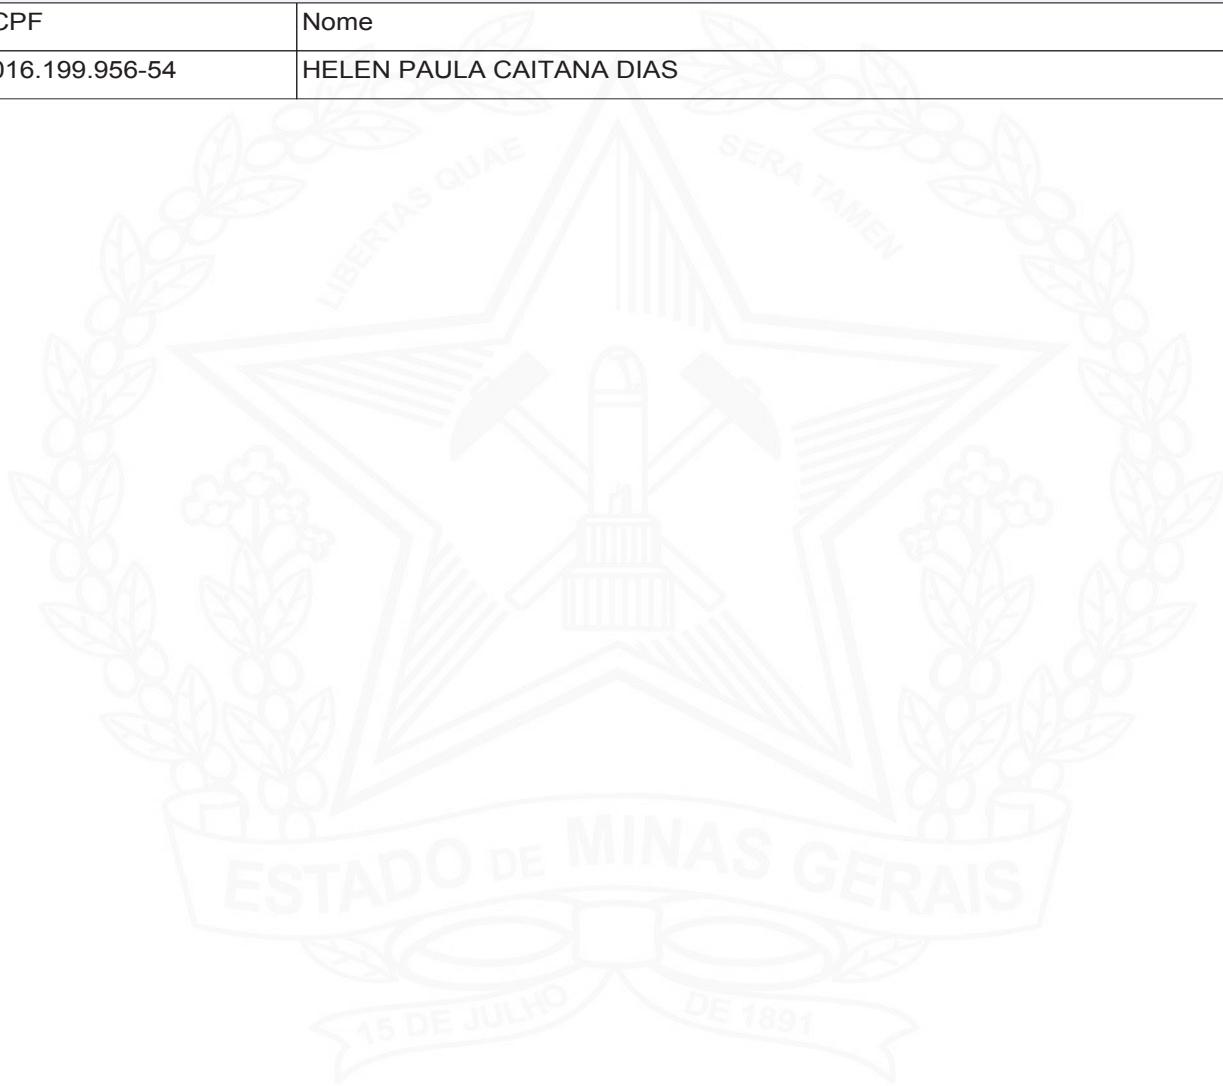 CPF Nome
016.199.956-54 HELEN PAULA CAITANA DIAS
LIBERTAS QUAE SERA TAMEN
ESTADO DE MINAS GERAIS
15 DE JULHO DE 1891